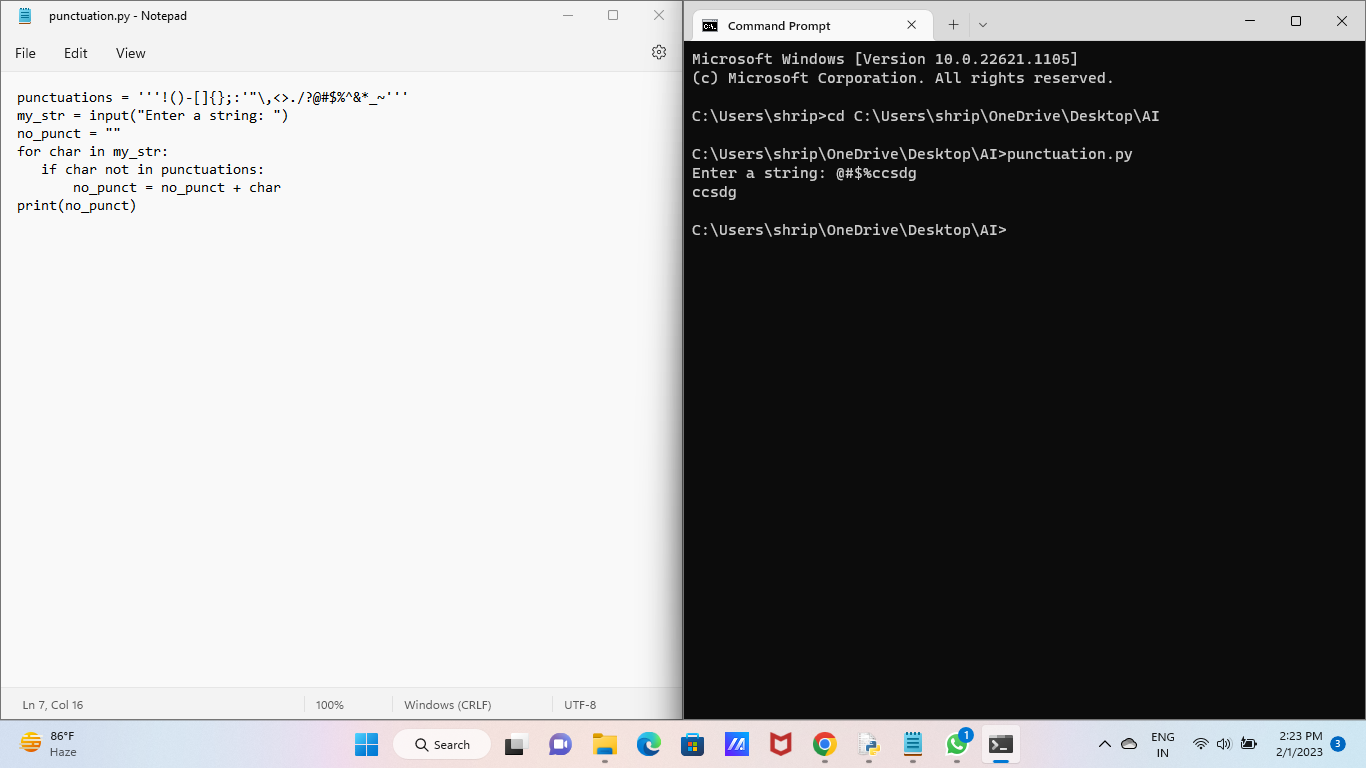 punctuation.py - Notepad
File Edit View
punctuations = '''!()-[]{};:'"\,<>./?@#$%^&*_~'''
my_str = input("Enter a string: ")
no_punct = ""
for char in my_str:
   if char not in punctuations:
       no_punct = no_punct + char
print(no_punct)
Ln 7, Col 16 100% Windows (CRLF) UTF-8
Command Prompt
Microsoft Windows [Version 10.0.22621.1105]
(c) Microsoft Corporation. All rights reserved.
C:\Users\shrip>cd C:\Users\shrip\OneDrive\Desktop\AI
C:\Users\shrip\OneDrive\Desktop\AI>punctuation.py
Enter a string: @#$%ccsdg
ccsdg
C:\Users\shrip\OneDrive\Desktop\AI>
86°F
Haze
Search
1
ENG
IN
2:23 PM
2/1/2023
3